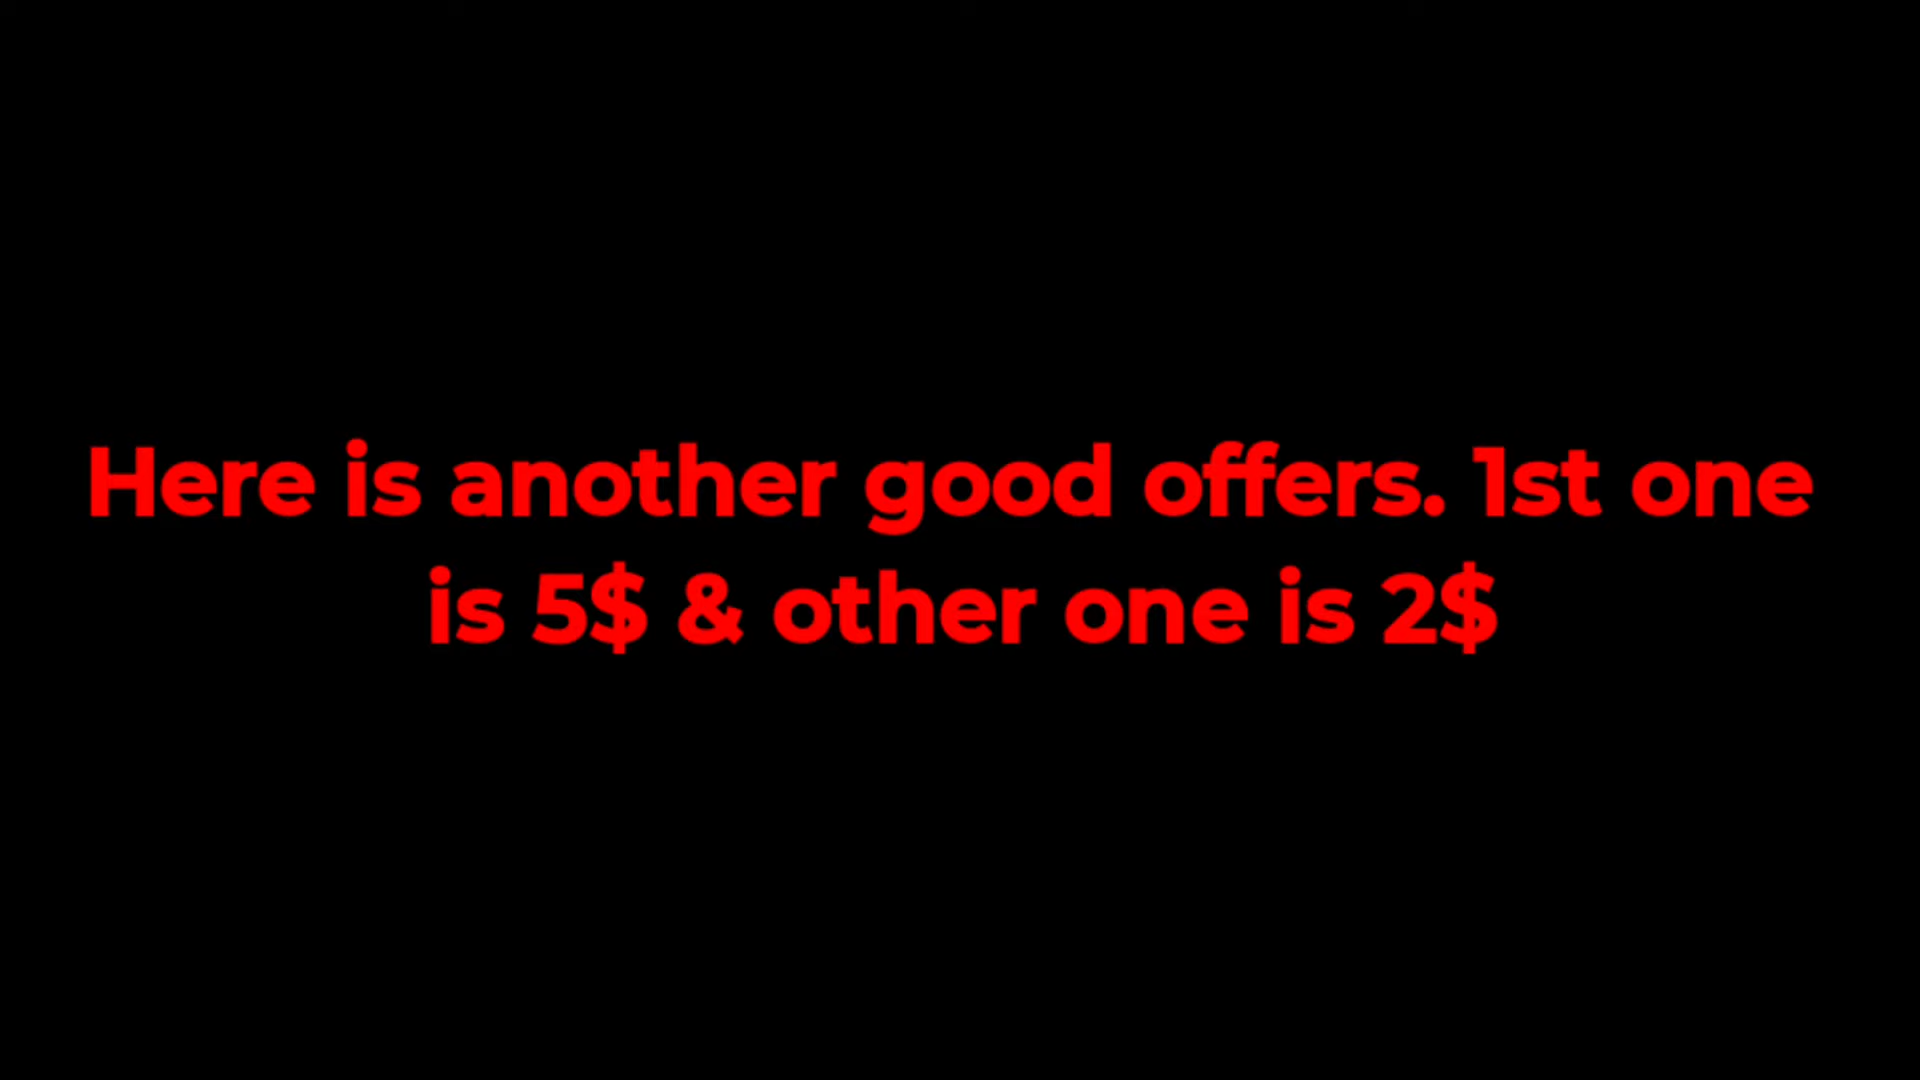 Here is another good offers. 1st one
is 5$ & other one is 2$